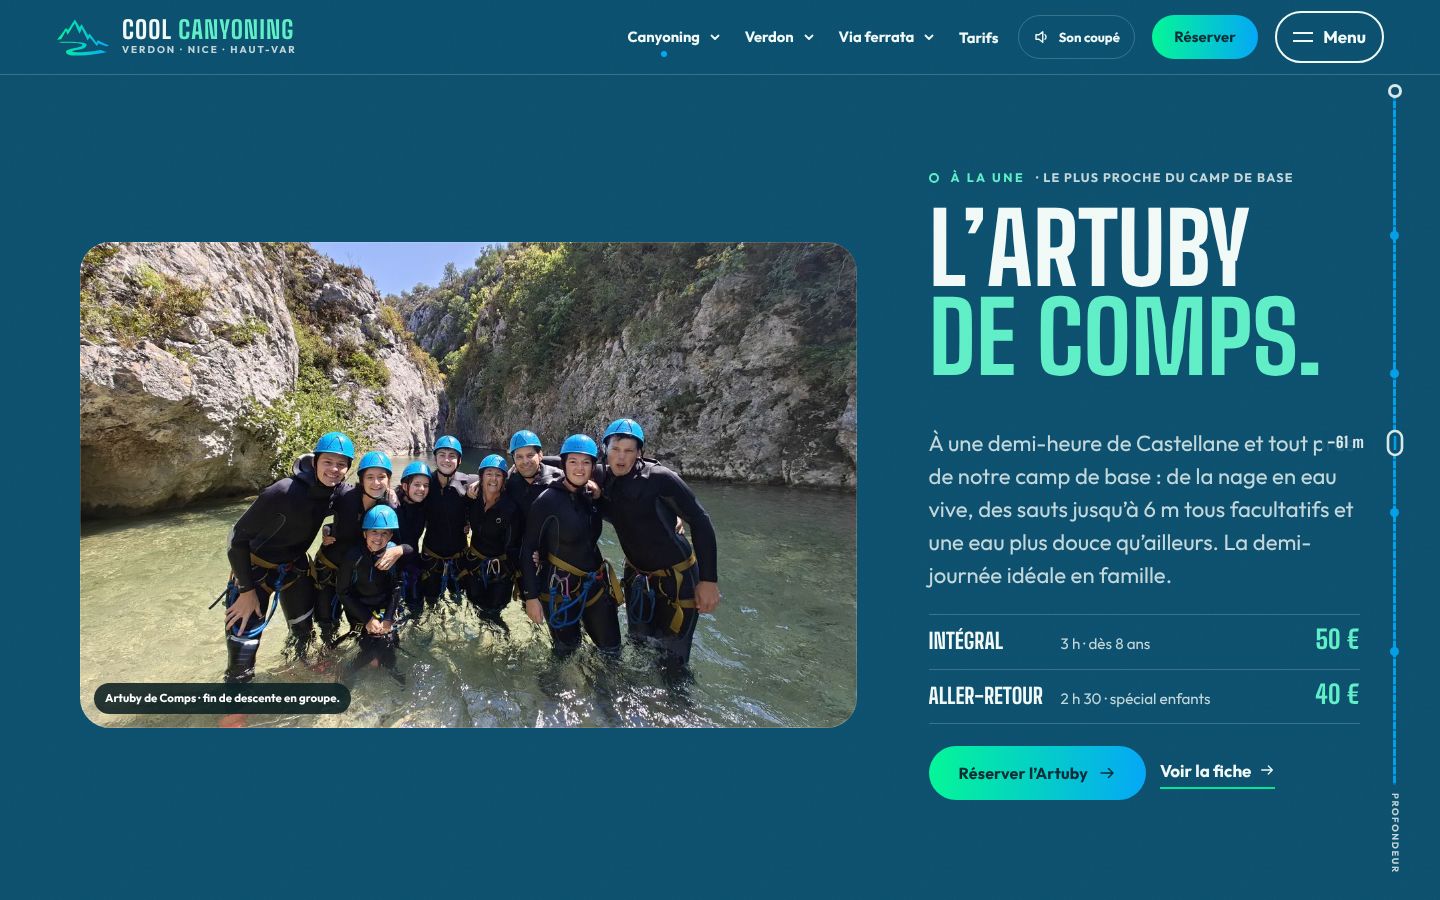 COOL CANYONING
VERDON · NICE · HAUT-VAR
Canyoning
Verdon
Via ferrata
Tarifs
Son coupé
Réserver
Menu
À LA UNE · LE PLUS PROCHE DU CAMP DE BASE
L’ARTUBY
DE COMPS.
À une demi-heure de Castellane et tout
-61 m
de notre camp de base : de la nage en eau
vive, des sauts jusqu’à 6 m tous facultatifs et
une eau plus douce qu’ailleurs. La demi-
journée idéale en famille.
INTÉGRAL 3 h · dès 8 ans 50 €
ALLER-RETOUR 2 h 30 · spécial enfants 40 €
Artuby de Comps · fin de descente en groupe.
Réserver l’Artuby →
Voir la fiche →
PROFONDEUR